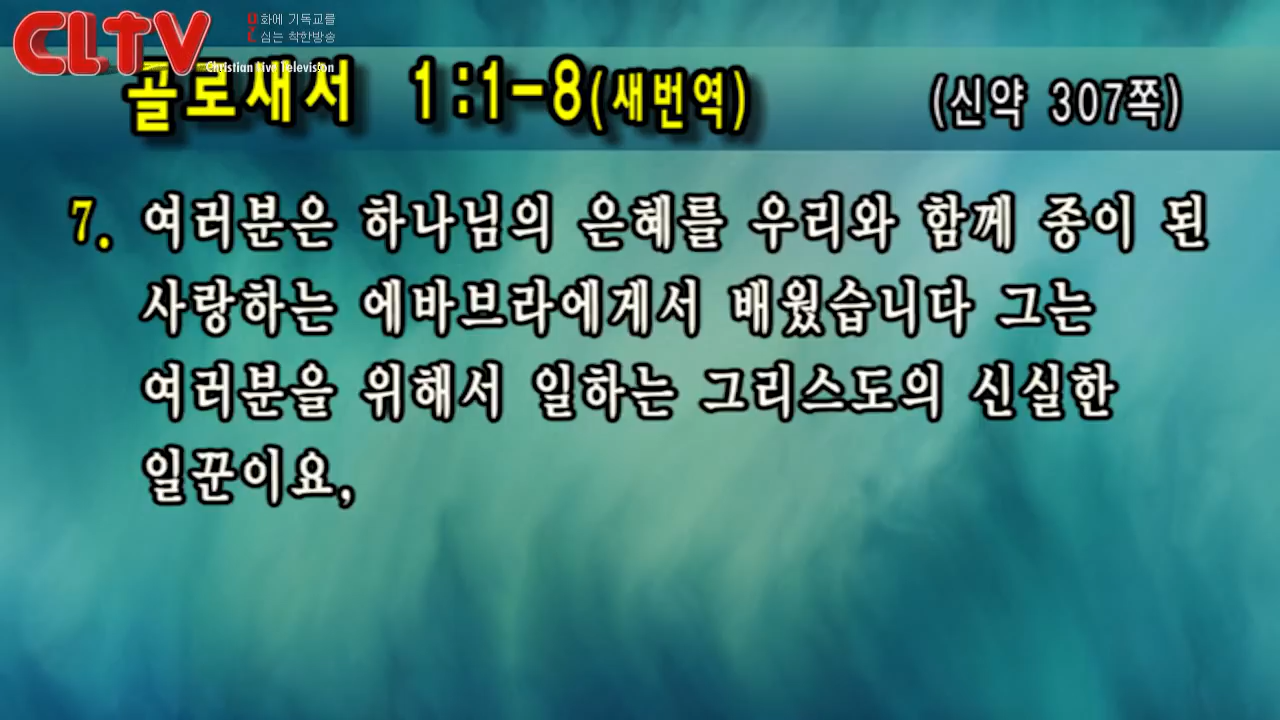 CLTV
문화에 기독교를
심는 착한방송
Christian Live Television
골로새서 1:1-8(새번역)
(신약 307쪽)
7. 여러분은 하나님의 은혜를 우리와 함께 종이 된
사랑하는 에바브라에게서 배웠습니다 그는
여러분을 위해서 일하는 그리스도의 신실한
일꾼이요,